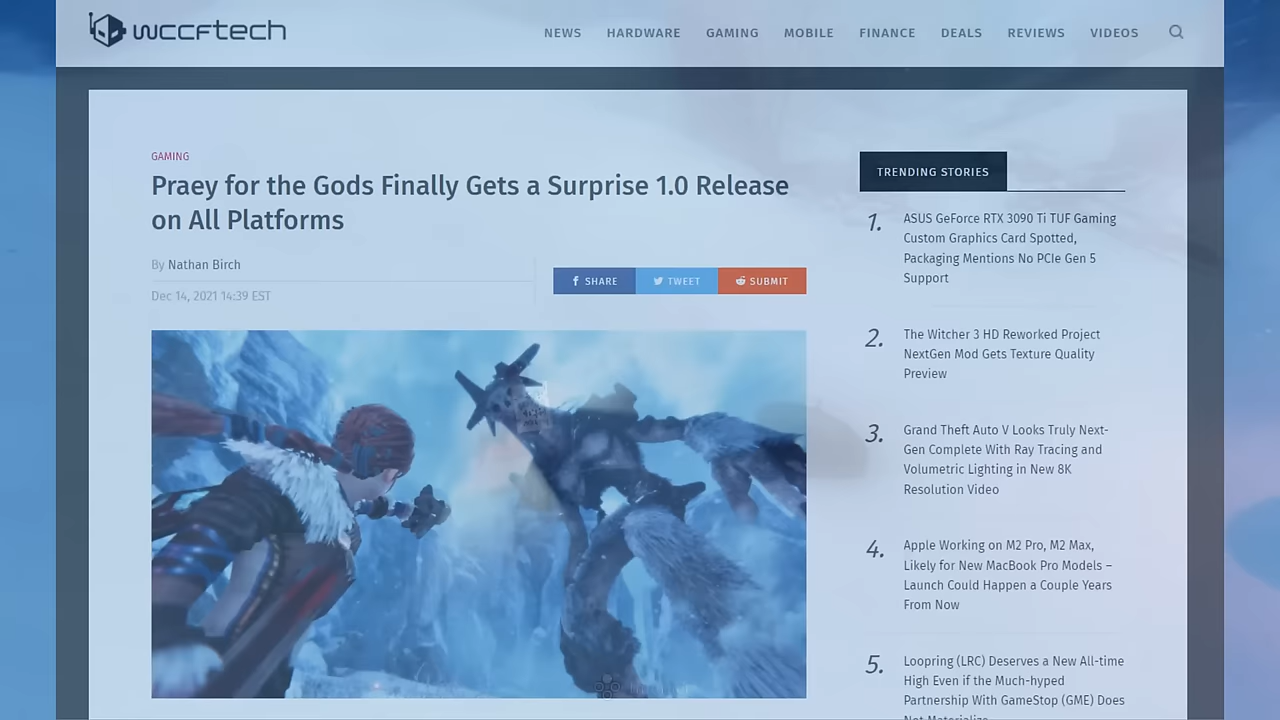 wccftech
NEWS HARDWARE GAMING MOBILE FINANCE DEALS REVIEWS VIDEOS
GAMING
Praey for the Gods Finally Gets a Surprise 1.0 Release
on All Platforms
By Nathan Birch
Dec 14, 2021 14:39 EST
SHARE TWEET SUBMIT
TRENDING STORIES
1. ASUS GeForce RTX 3090 Ti TUF Gaming
Custom Graphics Card Spotted,
Packaging Mentions No PCIe Gen 5
Support
2. The Witcher 3 HD Reworked Project
NextGen Mod Gets Texture Quality
Preview
3. Grand Theft Auto V Looks Truly Next-
Gen Complete With Ray Tracing and
Volumetric Lighting in New 8K
Resolution Video
4. Apple Working on M2 Pro, M2 Max,
Likely for New MacBook Pro Models –
Launch Could Happen a Couple Years
From Now
5. Loopring (LRC) Deserves a New All-time
High Even if the Much-hyped
Partnership With GameStop (GME) Does
Not Materialize